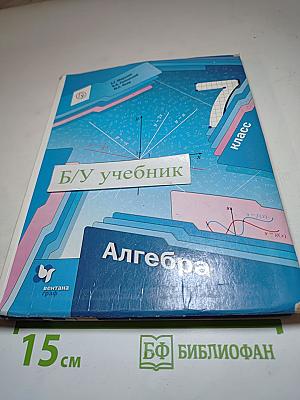 7
класс
Б/У учебник
Алгебра
вентана
граф
15 см
БФ БИБЛИОФАН